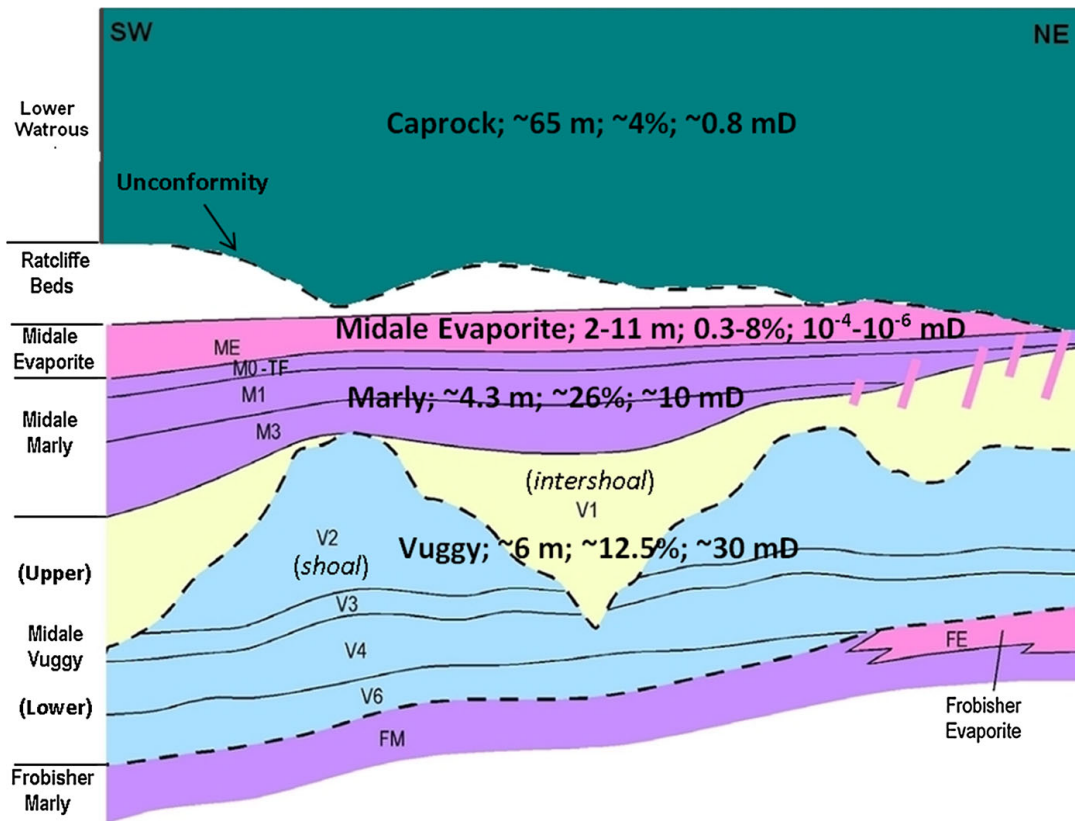 SW
NE
Lower
Watrous
Caprock; ~65 m; ~4%; ~0.8 mD
Unconformity
Ratcliffe
Beds
Midale
Evaporite
Midale Evaporite; 2-11 m; 0.3-8%; 10⁻⁴-10⁻⁶ mD
ME
M0 -TF
M1
Marly; ~4.3 m; ~26%; ~10 mD
Midale
Marly
M3
(intershoal)
V1
V2
(shoal)
Vuggy; ~6 m; ~12.5%; ~30 mD
(Upper)
V3
Midale
Vuggy
V4
FE
(Lower)
V6
Frobisher
Evaporite
FM
Frobisher
Marly